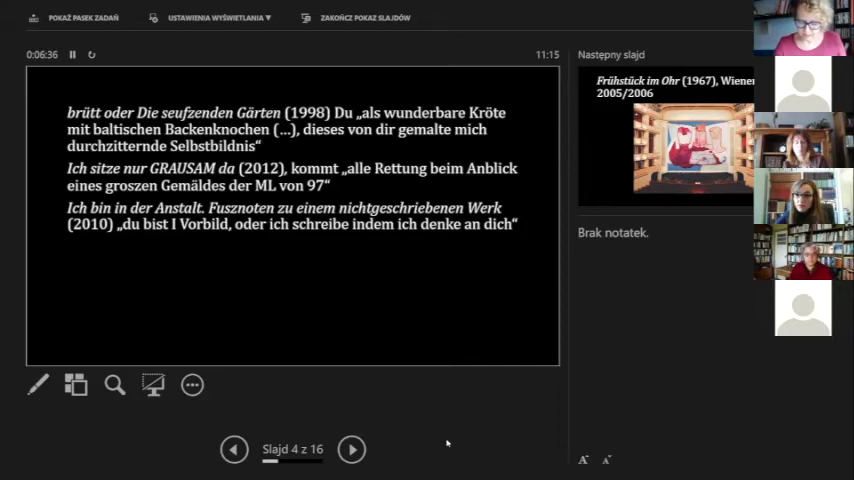 POKAŻ PASEK ZADAŃ
USTAWIENIA WYŚWIETLANIA ▼
ZAKOŃCZ POKAZ SLAJDÓW
0:06:36
11:15
brütt oder Die seufzenden Gärten (1998) Du „als wunderbare Kröte
mit baltischen Backenknochen (...), dieses von dir gemalte mich
durchzitternde Selbstbildnis“
Ich sitze nur GRAUSAM da (2012), kommt „alle Rettung beim Anblick
eines groszen Gemäldes der ML von 97“
Ich bin in der Anstalt. Fusznoten zu einem nichtgeschriebenen Werk
(2010) „du bist I Vorbild, oder ich schreibe indem ich denke an dich“
Slajd 4 z 16
Następny slajd
Frühstück im Ohr (1967), Wiener
2005/2006
Brak notatek.
A A